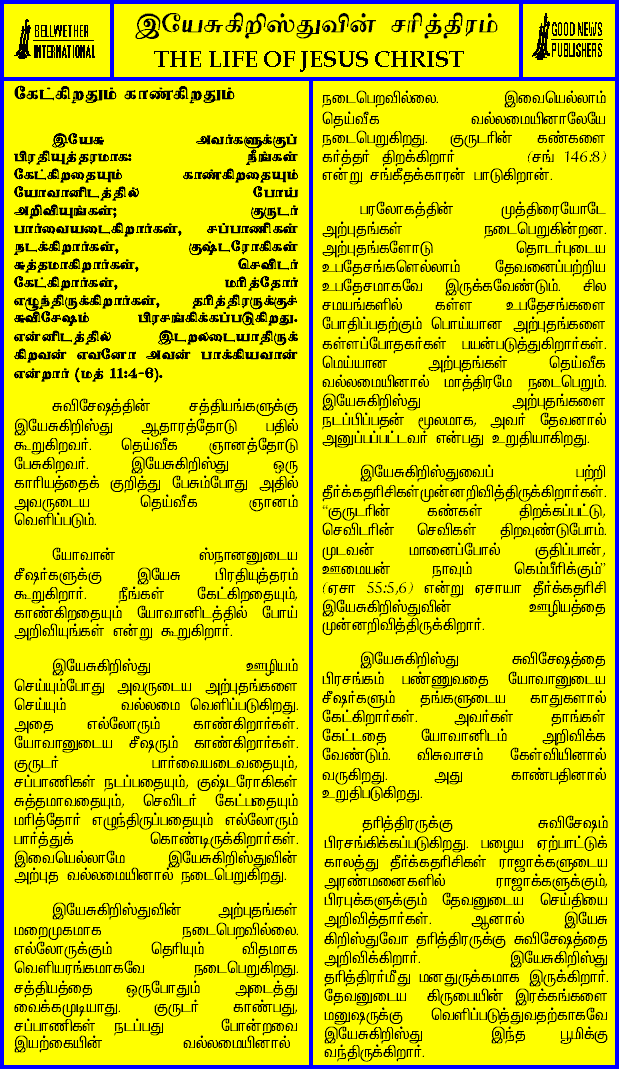 BELLWETHER
INTERNATIONAL
இயேசுகிறிஸ்துவின் சரித்திரம்
THE LIFE OF JESUS CHRIST
GOOD NEWS
PUBLISHERS
கேட்கிறதும் காண்கிறதும்
இயேசு அவர்களுக்குப்
பிரதியுத்தரமாக: நீங்கள்
கேட்கிறதையும் காண்கிறதையும்
யோவானிடத்தில் போய்
அறிவியுங்கள்; குருடர்
பார்வையடைகிறார்கள், சப்பாணிகள்
நடக்கிறார்கள், குஷ்டரோகிகள்
சுத்தமாகிறார்கள், செவிடர்
கேட்கிறார்கள், மரித்தோர்
எழுந்திருக்கிறார்கள், தரித்திரருக்குச்
சுவிசேஷம் பிரசங்கிக்கப்படுகிறது.
என்னிடத்தில் இடறலடையாதிருக்
கிறவன் எவனோ அவன் பாக்கியவான்
என்றார் (மத் 11:4-6).
சுவிசேஷத்தின் சத்தியங்களுக்கு
இயேசுகிறிஸ்து ஆதாரத்தோடு பதில்
கூறுகிறவர். தெய்வீக ஞானத்தோடு
பேசுகிறவர். இயேசுகிறிஸ்து ஒரு
காரியத்தைக் குறித்து பேசும்போது அதில்
அவருடைய தெய்வீக ஞானம்
வெளிப்படும்.
யோவான் ஸ்நானனுடைய
சீஷர்களுக்கு இயேசு பிரதியுத்தரம்
கூறுகிறார். நீங்கள் கேட்கிறதையும்,
காண்கிறதையும் யோவானிடத்தில் போய்
அறிவியுங்கள் என்று கூறுகிறார்.
இயேசுகிறிஸ்து ஊழியம்
செய்யும்போது அவருடைய அற்புதங்களை
செய்யும் வல்லமை வெளிப்படுகிறது.
அதை எல்லோரும் காண்கிறார்கள்.
யோவானுடைய சீஷரும் காண்கிறார்கள்.
குருடர் பார்வையடைவதையும்,
சப்பாணிகள் நடப்பதையும், குஷ்டரோகிகள்
சுத்தமாவதையும், செவிடர் கேட்பதையும்
மரித்தோர் எழுந்திருப்பதையும் எல்லோரும்
பார்த்துக் கொண்டிருக்கிறார்கள்.
இவையெல்லாமே இயேசுகிறிஸ்துவின்
அற்புத வல்லமையினால் நடைபெறுகிறது.
இயேசுகிறிஸ்துவின் அற்புதங்கள்
மறைமுகமாக நடைபெறவில்லை.
எல்லோருக்கும் தெரியும் விதமாக
வெளியரங்கமாகவே நடைபெறுகிறது.
சத்தியத்தை ஒருபோதும் அடைத்து
வைக்கமுடியாது. குருடர் காண்பது,
சப்பாணிகள் நடப்பது போன்றவை
இயற்கையின் வல்லமையினால்
நடைபெறவில்லை. இவையெல்லாம்
தெய்வீக வல்லமையினாலேயே
நடைபெறுகிறது. குருடரின் கண்களை
கர்த்தர் திறக்கிறார் (சங் 146:8)
என்று சங்கீதக்காரன் பாடுகிறான்.
பரலோகத்தின் முத்திரையோடே
அற்புதங்கள் நடைபெறுகின்றன.
அற்புதங்களோடு தொடர்புடைய
உபதேசங்களெல்லாம் தேவனைப்பற்றிய
உபதேசமாகவே இருக்கவேண்டும். சில
சமயங்களில் கள்ள உபதேசங்களை
போதிப்பதற்கும் பொய்யான அற்புதங்களை
கள்ளப்போதகர்கள் பயன்படுத்துகிறார்கள்.
மெய்யான அற்புதங்கள் தெய்வீக
வல்லமையினால் மாத்திரமே நடைபெறும்.
இயேசுகிறிஸ்து அற்புதங்களை
நடப்பிப்பதன் மூலமாக, அவர் தேவனால்
அனுப்பப்பட்டவர் என்பது உறுதியாகிறது.
இயேசுகிறிஸ்துவைப் பற்றி
தீர்க்கதரிசிகள்முன்னறிவித்திருக்கிறார்கள்.
“குருடரின் கண்கள் திறக்கப்பட்டு,
செவிடரின் செவிகள் திறவுண்டுபோம்.
முடவன் மானைப்போல் குதிப்பான்,
ஊமையன் நாவும் கெம்பீரிக்கும்”
(ஏசா 55:5,6) என்று ஏசாயா தீர்க்கதரிசி
இயேசுகிறிஸ்துவின் ஊழியத்தை
முன்னறிவித்திருக்கிறார்.
இயேசுகிறிஸ்து சுவிசேஷத்தை
பிரசங்கம் பண்ணுவதை யோவானுடைய
சீஷர்களும் தங்களுடைய காதுகளால்
கேட்கிறார்கள். அவர்கள் தாங்கள்
கேட்டதை யோவானிடம் அறிவிக்க
வேண்டும். விசுவாசம் கேள்வியினால்
வருகிறது. அது காண்பதினால்
உறுதிபடுகிறது.
தரித்திரருக்கு சுவிசேஷம்
பிரசங்கிக்கப்படுகிறது. பழைய ஏற்பாட்டுக்
காலத்து தீர்க்கதரிசிகள் ராஜாக்களுடைய
அரண்மனைகளில் ராஜாக்களுக்கும்,
பிரபுக்களுக்கும் தேவனுடைய செய்தியை
அறிவித்தார்கள். ஆனால் இயேசு
கிறிஸ்துவோ தரித்திரருக்கு சுவிசேஷத்தை
அறிவிக்கிறார். இயேசுகிறிஸ்து
தரித்திரர்மீது மனதுருக்கமாக இருக்கிறார்.
தேவனுடைய கிருபையின் இரக்கங்களை
மனுஷருக்கு வெளிப்படுத்துவதற்காகவே
இயேசுகிறிஸ்து இந்த பூமிக்கு
வந்திருக்கிறார்.